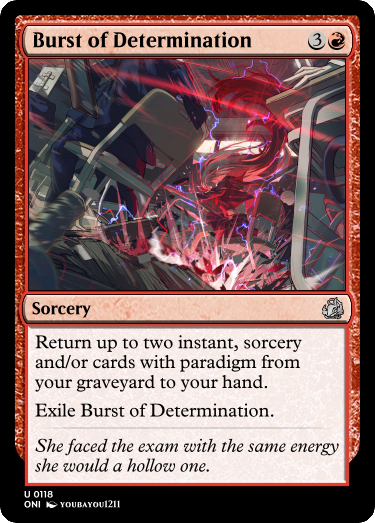 Burst of Determination 3
Sorcery
Return up to two instant, sorcery
and/or cards with paradigm from
your graveyard to your hand.
Exile Burst of Determination.
She faced the exam with the same energy
she would a hollow one.
U 0118
ONI YOUBAYOU1211